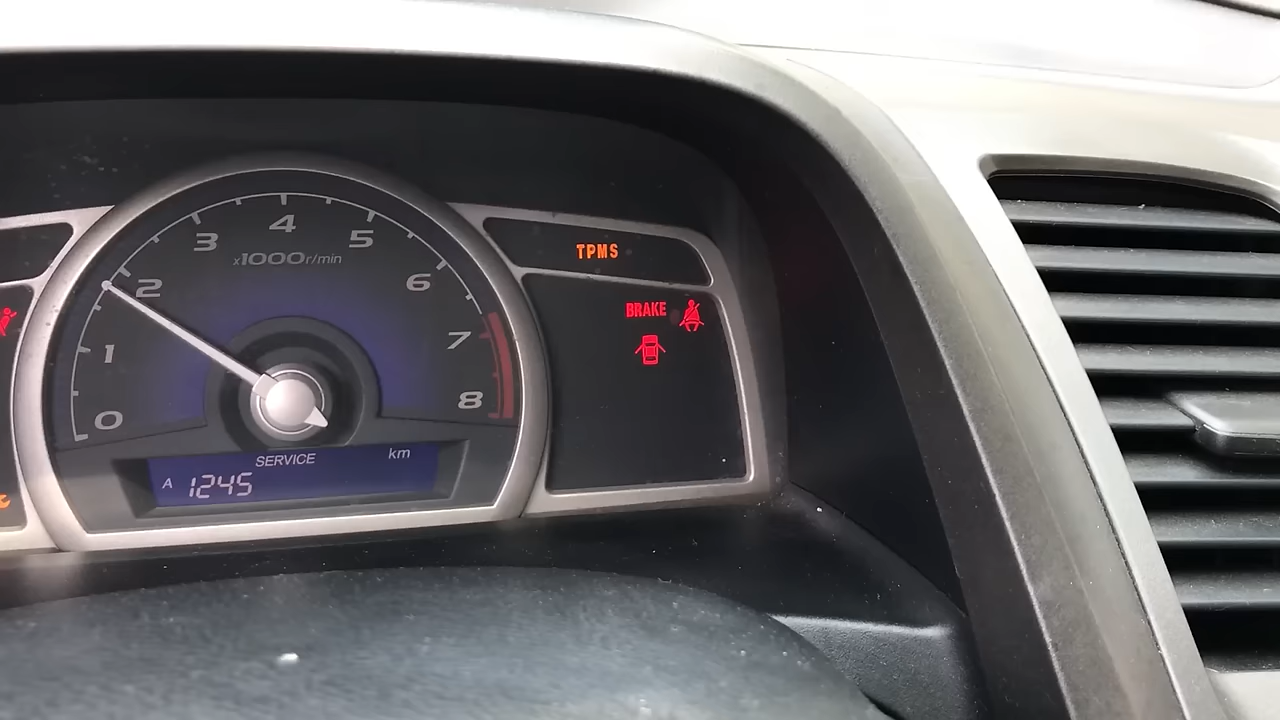 TPMS
BRAKE
0 1 2 3 4 5 6 7 8
x1000r/min
SERVICE km
A 1245